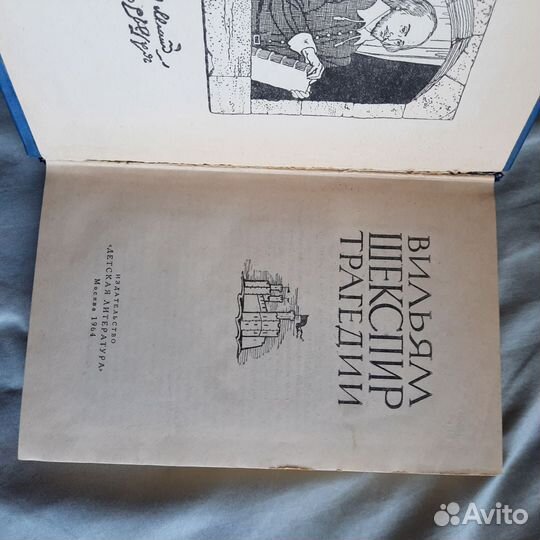 ВИЛЬЯМ
ШЕКСПИР
ТРАГЕДИИ
ИЗДАТЕЛЬСТВО
«ДЕТСКАЯ ЛИТЕРАТУРА»
Москва 1964
Avito